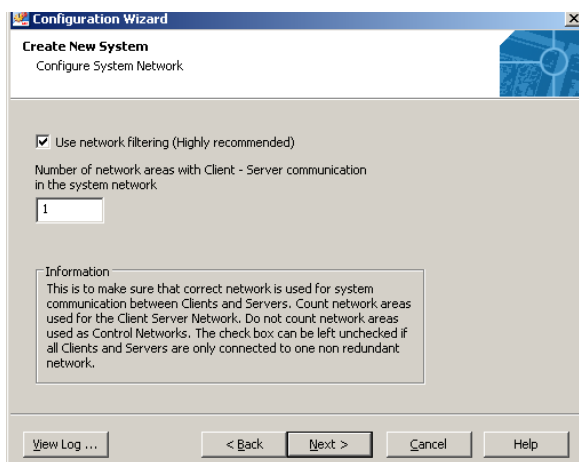 Configuration Wizard
Create New System
Configure System Network
Use network filtering (Highly recommended)
Number of network areas with Client - Server communication
in the system network
1
Information
This is to make sure that correct network is used for system
communication between Clients and Servers. Count network areas
used for the Client Server Network. Do not count network areas
used as Control Networks. The check box can be left unchecked if
all Clients and Servers are only connected to one non redundant
network.
View Log ... < Back Next > Cancel Help